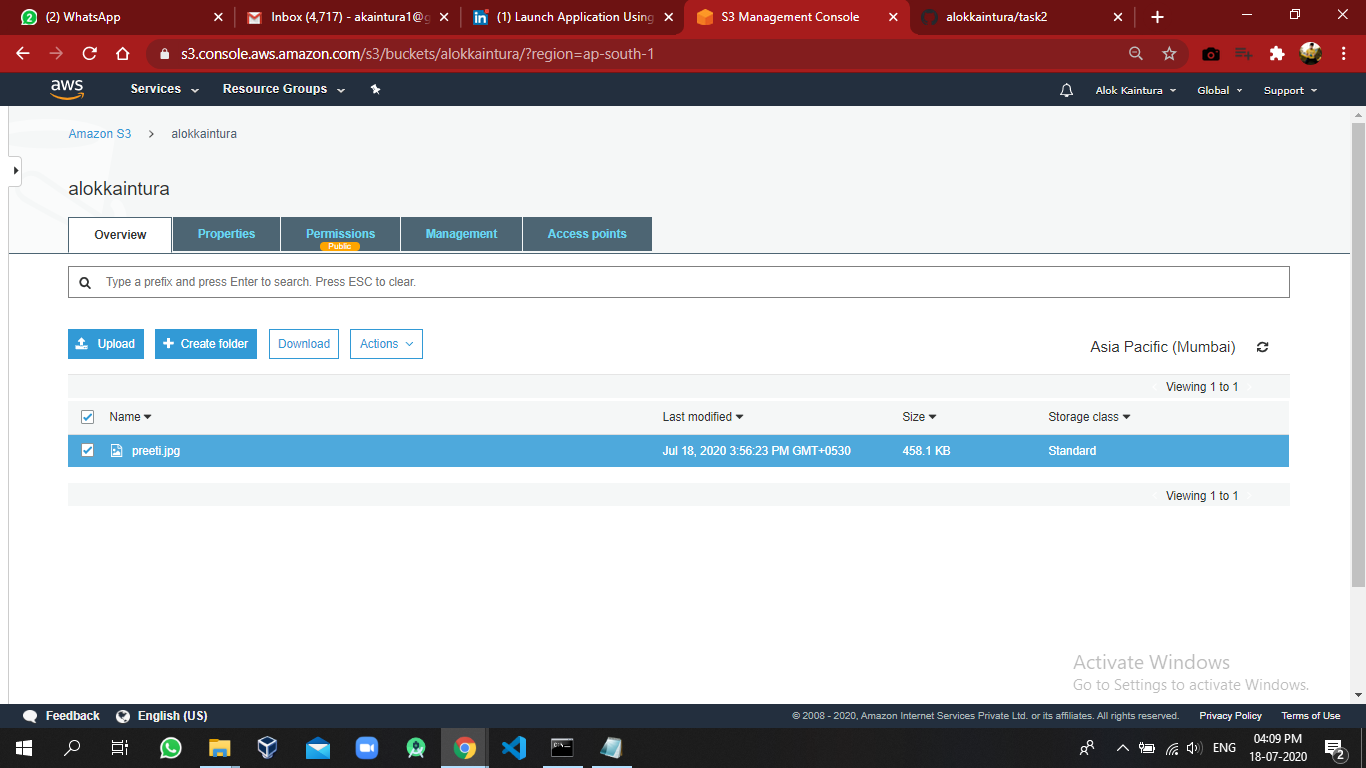 (2) WhatsApp
Inbox (4,717) - akaintura1@g
(1) Launch Application Using
S3 Management Console
alokkaintura/task2
s3.console.aws.amazon.com/s3/buckets/alokkaintura/?region=ap-south-1
aws Services Resource Groups Alok Kaintura Global Support
Amazon S3 > alokkaintura
alokkaintura
Overview Properties Permissions Management Access points
Public
Type a prefix and press Enter to search. Press ESC to clear.
Upload + Create folder Download Actions Asia Pacific (Mumbai)
Viewing 1 to 1
Name Last modified Size Storage class
preeti.jpg Jul 18, 2020 3:56:23 PM GMT+0530 458.1 KB Standard
Viewing 1 to 1
Activate Windows
Go to Settings to activate Windows.
Feedback English (US) © 2008 - 2020, Amazon Internet Services Private Ltd. or its affiliates. All rights reserved. Privacy Policy Terms of Use
ENG 04:09 PM
18-07-2020
2